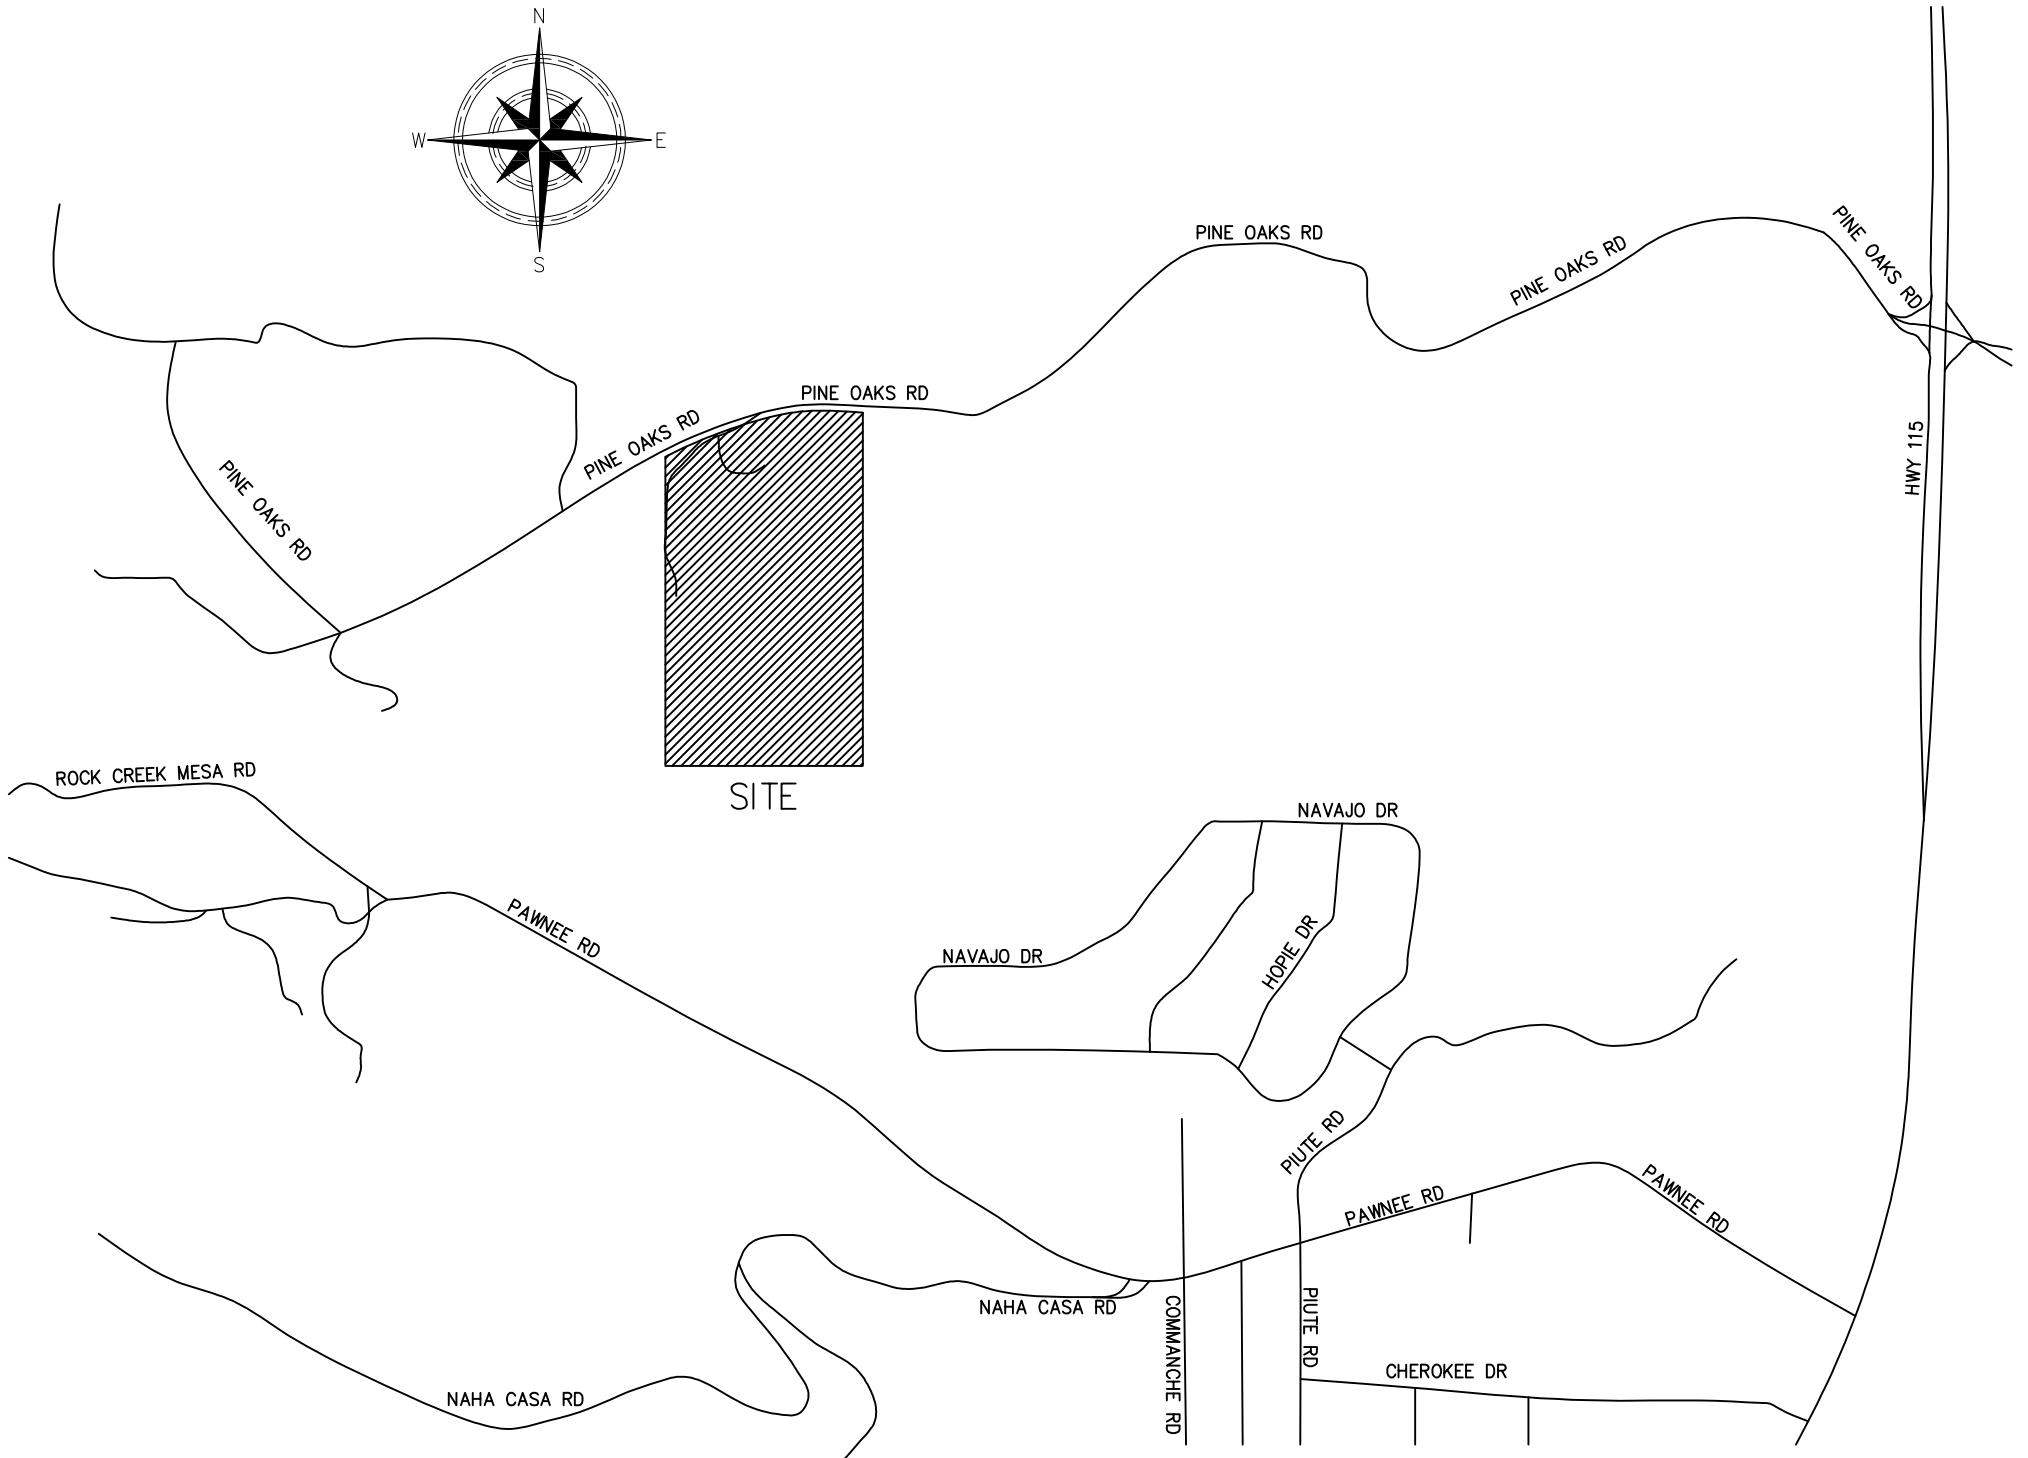 N
W
E
S
PINE OAKS RD
PINE OAKS RD
PINE OAKS RD
PINE OAKS RD
PINE OAKS RD
PINE OAKS RD
HWY 115
SITE
ROCK CREEK MESA RD
NAVAJO DR
PAWNEE RD
HOPIE DR
NAVAJO DR
PIUTE RD
PAWNEE RD
PAWNEE RD
NAHA CASA RD
COMMANCHE RD
PIUTE RD
CHEROKEE DR
NAHA CASA RD